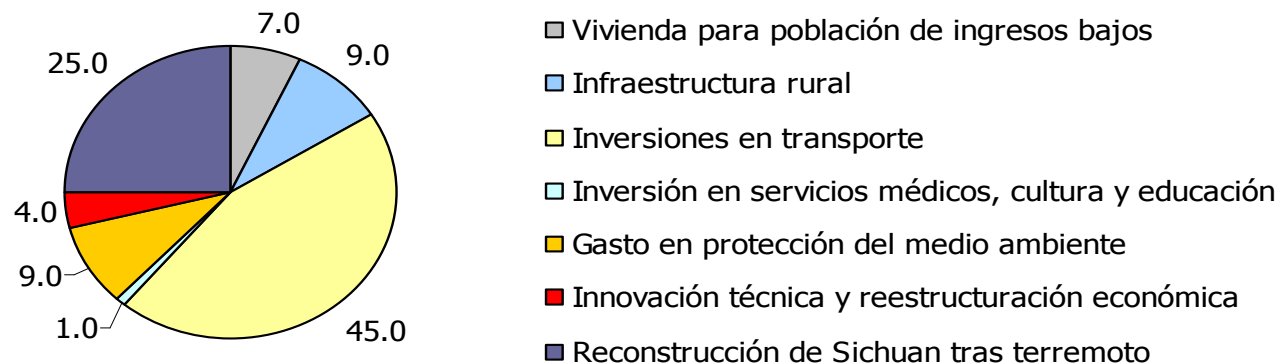 7.0
9.0
25.0
4.0
9.0
1.0
45.0
Vivienda para población de ingresos bajos
Infraestructura rural
Inversiones en transporte
Inversión en servicios médicos, cultura y educación
Gasto en protección del medio ambiente
Innovación técnica y reestructuración económica
Reconstrucción de Sichuan tras terremoto